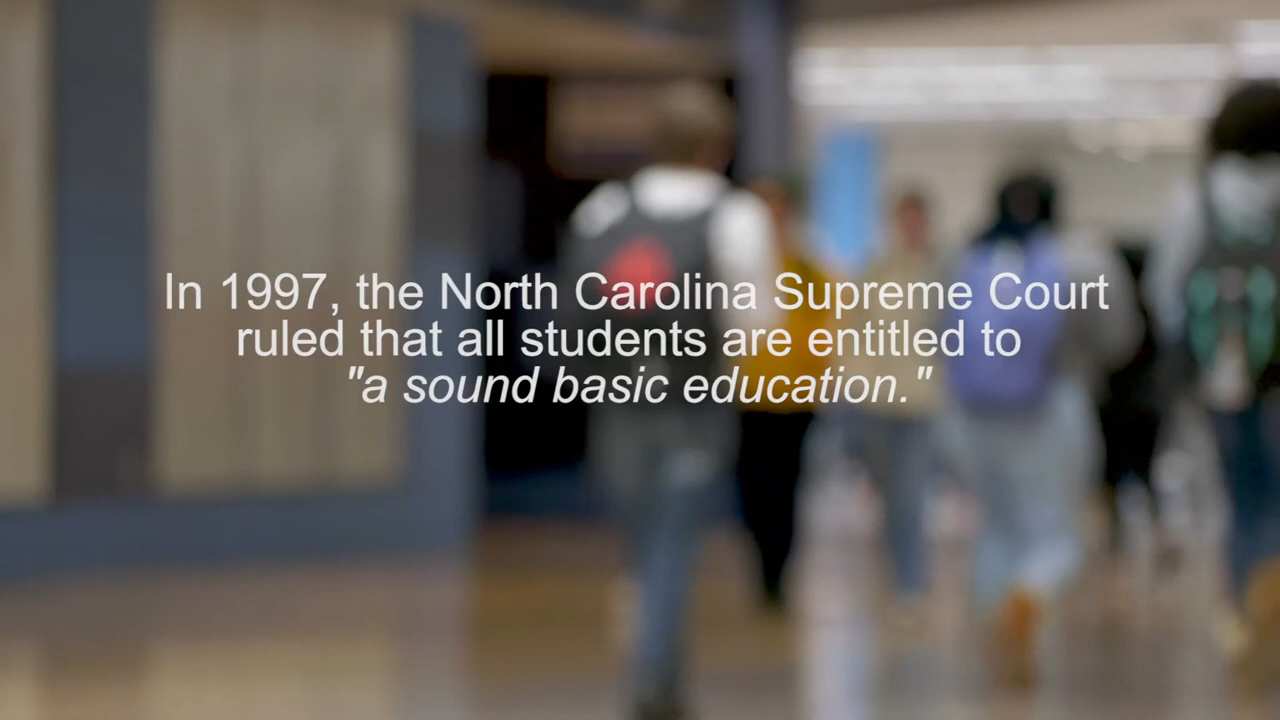 In 1997, the North Carolina Supreme Court
ruled that all students are entitled to
"a sound basic education."